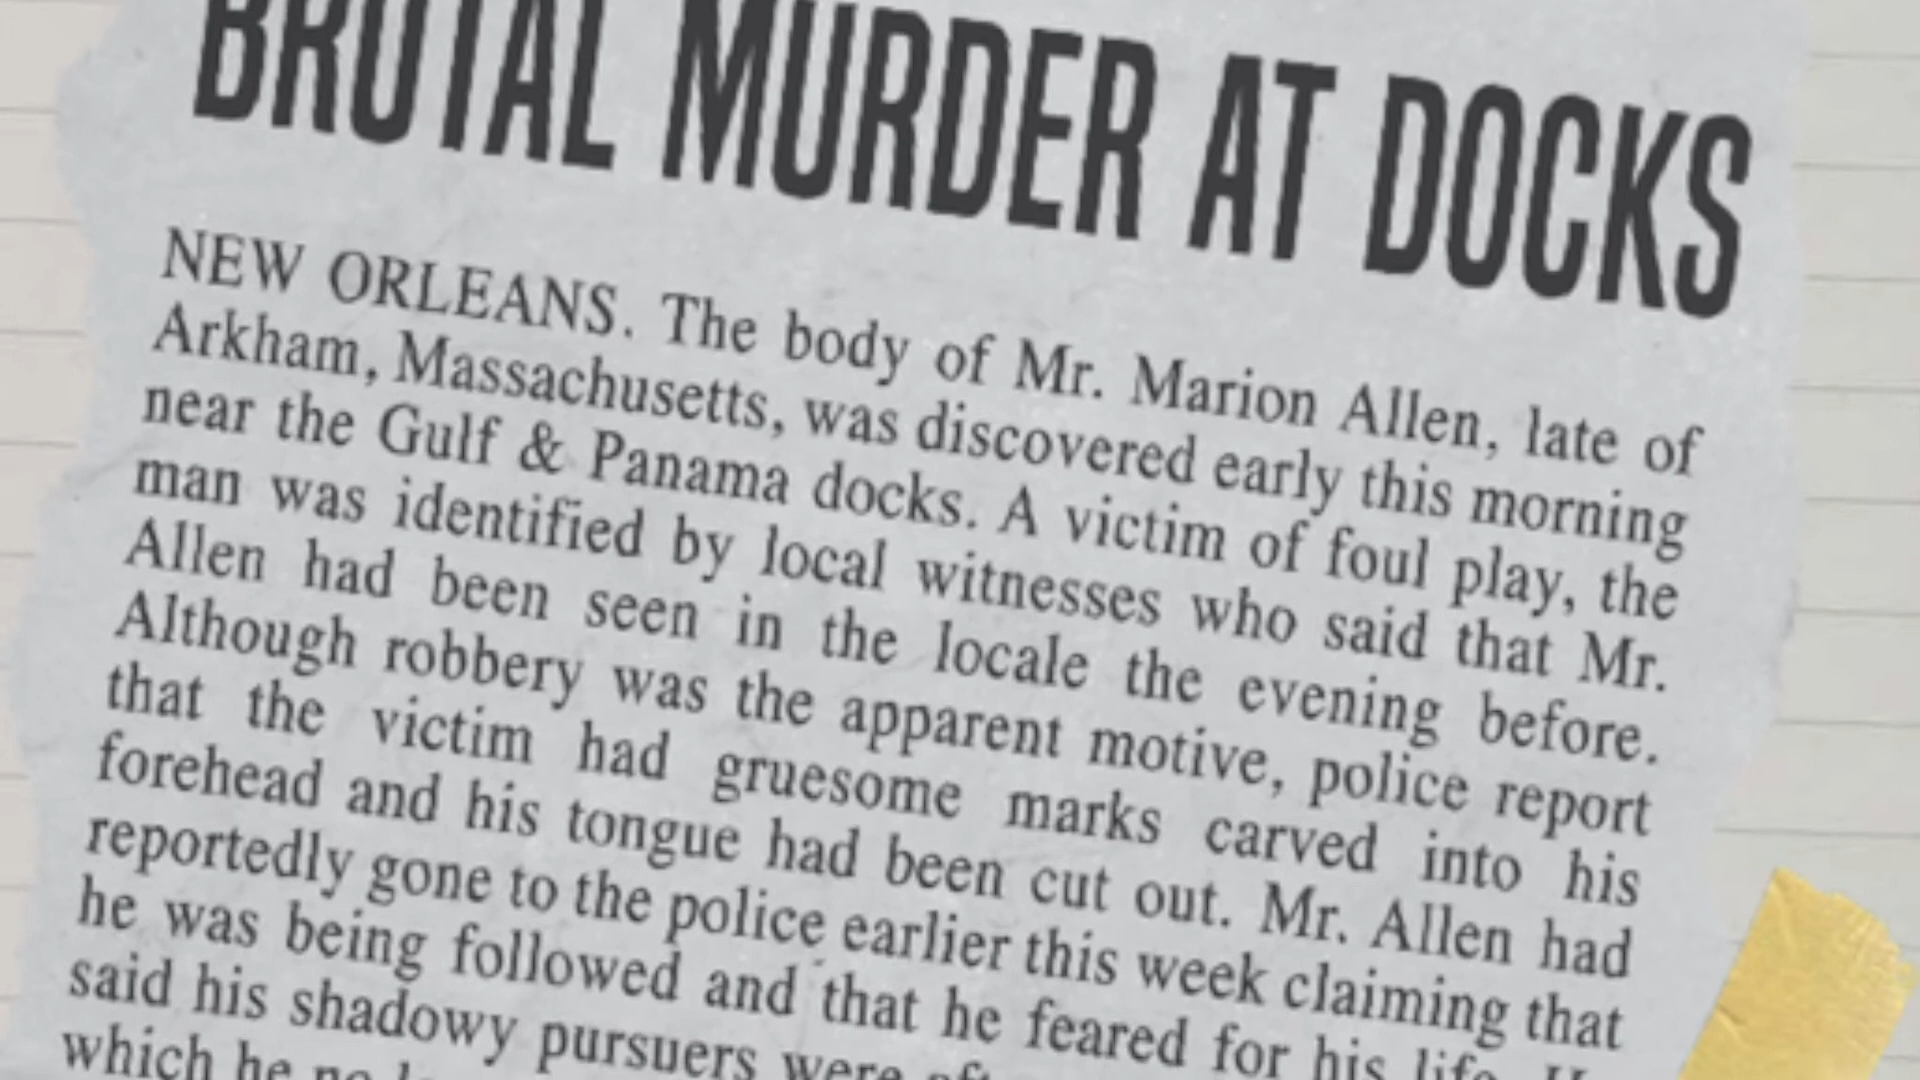 BRUTAL MURDER AT DOCKS
NEW ORLEANS. The body of Mr. Marion Allen, late of
Arkham, Massachusetts, was discovered early this morning
near the Gulf & Panama docks. A victim of foul play, the
man was identified by local witnesses who said that Mr.
Allen had been seen in the locale the evening before.
Although robbery was the apparent motive, police report
that the victim had gruesome marks carved into his
forehead and his tongue had been cut out. Mr. Allen had
reportedly gone to the police earlier this week claiming that
he was being followed and that he feared for his life.
said his shadowy pursuers were
which he no